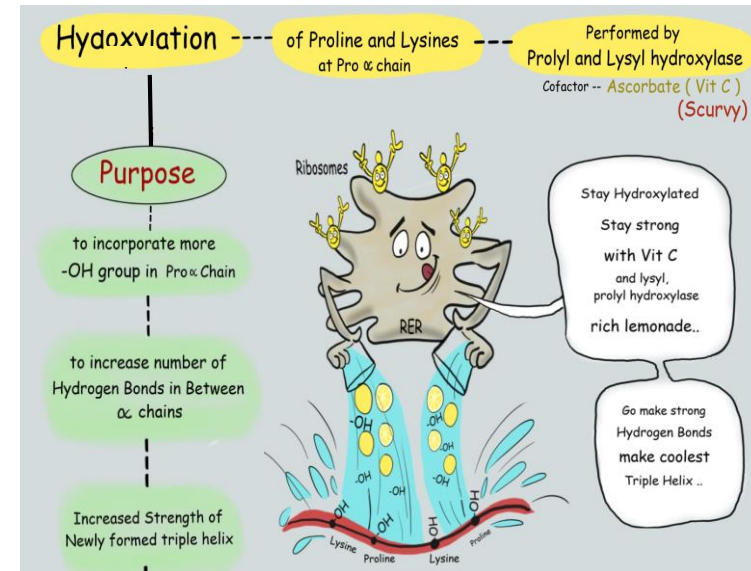 Hydoxylation
of Proline and Lysines
at Pro ∝ chain
Performed by
Prolyl and Lysyl hydroxylase
Cofactor -- Ascorbate ( Vit C )
(Scurvy)
Purpose
to incorporate more
-OH group in Pro∝Chain
to increase number of
Hydrogen Bonds in Between
∝ chains
Increased Strength of
Newly formed triple helix
Ribosomes
RER
Stay Hydroxylated
Stay strong
with Vit C
and lysyl,
prolyl hydroxylase
rich lemonade..
Go make strong
Hydrogen Bonds
make coolest
Triple Helix ..
-OH
-OH
-OH
-OH
-OH
-OH
-OH
OH
OH
HO
HO
Lysine
Proline
Lysine
Proline